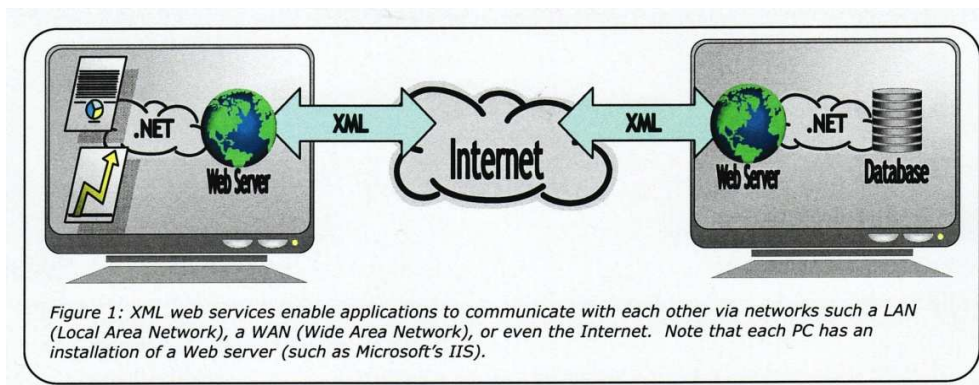 .NET
Web Server
XML
Internet
XML
Web Server
.NET
Database
Figure 1: XML web services enable applications to communicate with each other via networks such a LAN
(Local Area Network), a WAN (Wide Area Network), or even the Internet.  Note that each PC has an
installation of a Web server (such as Microsoft's IIS).